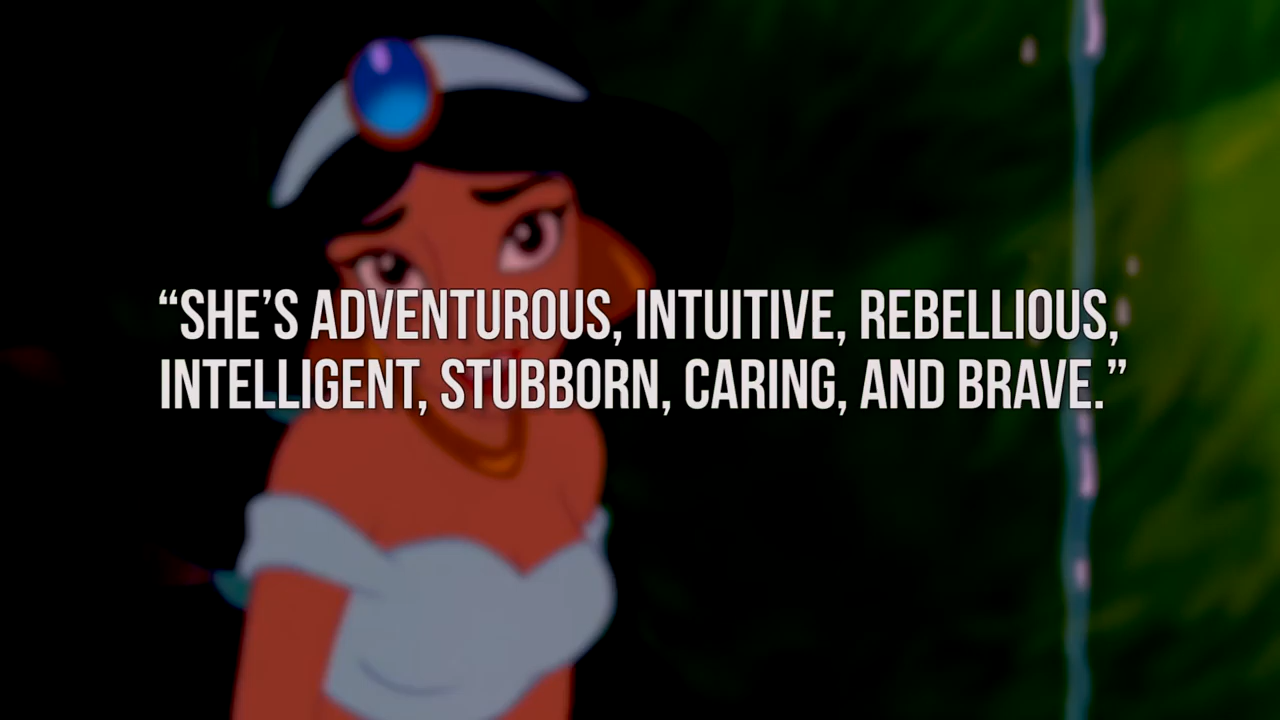 “SHE’S ADVENTUROUS, INTUITIVE, REBELLIOUS,
INTELLIGENT, STUBBORN, CARING, AND BRAVE.”